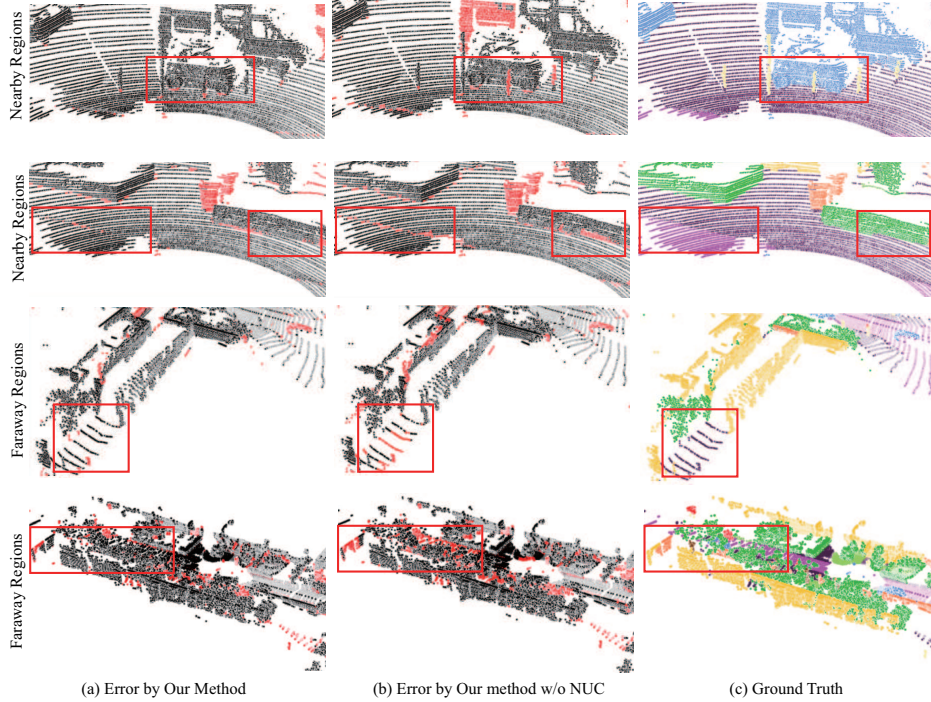 Nearby Regions
Nearby Regions
Faraway Regions
Faraway Regions
(a) Error by Our Method
(b) Error by Our method w/o NUC
(c) Ground Truth